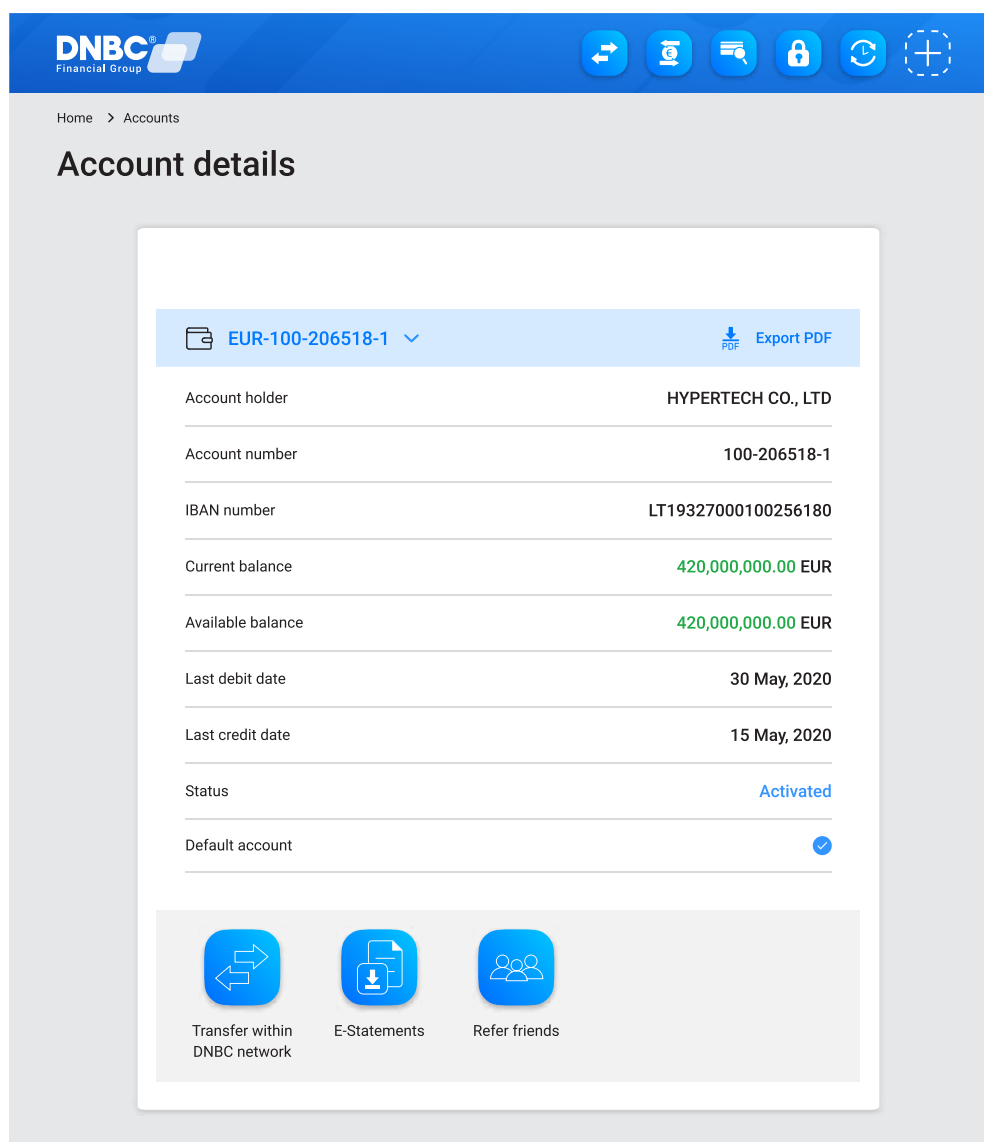 DNBC®
Financial Group
Home > Accounts
Account details
EUR-100-206518-1
PDF Export PDF
Account holder HYPERTECH CO., LTD
Account number 100-206518-1
IBAN number LT19327000100256180
Current balance 420,000,000.00 EUR
Available balance 420,000,000.00 EUR
Last debit date 30 May, 2020
Last credit date 15 May, 2020
Status Activated
Default account
Transfer within E-Statements Refer friends
DNBC network